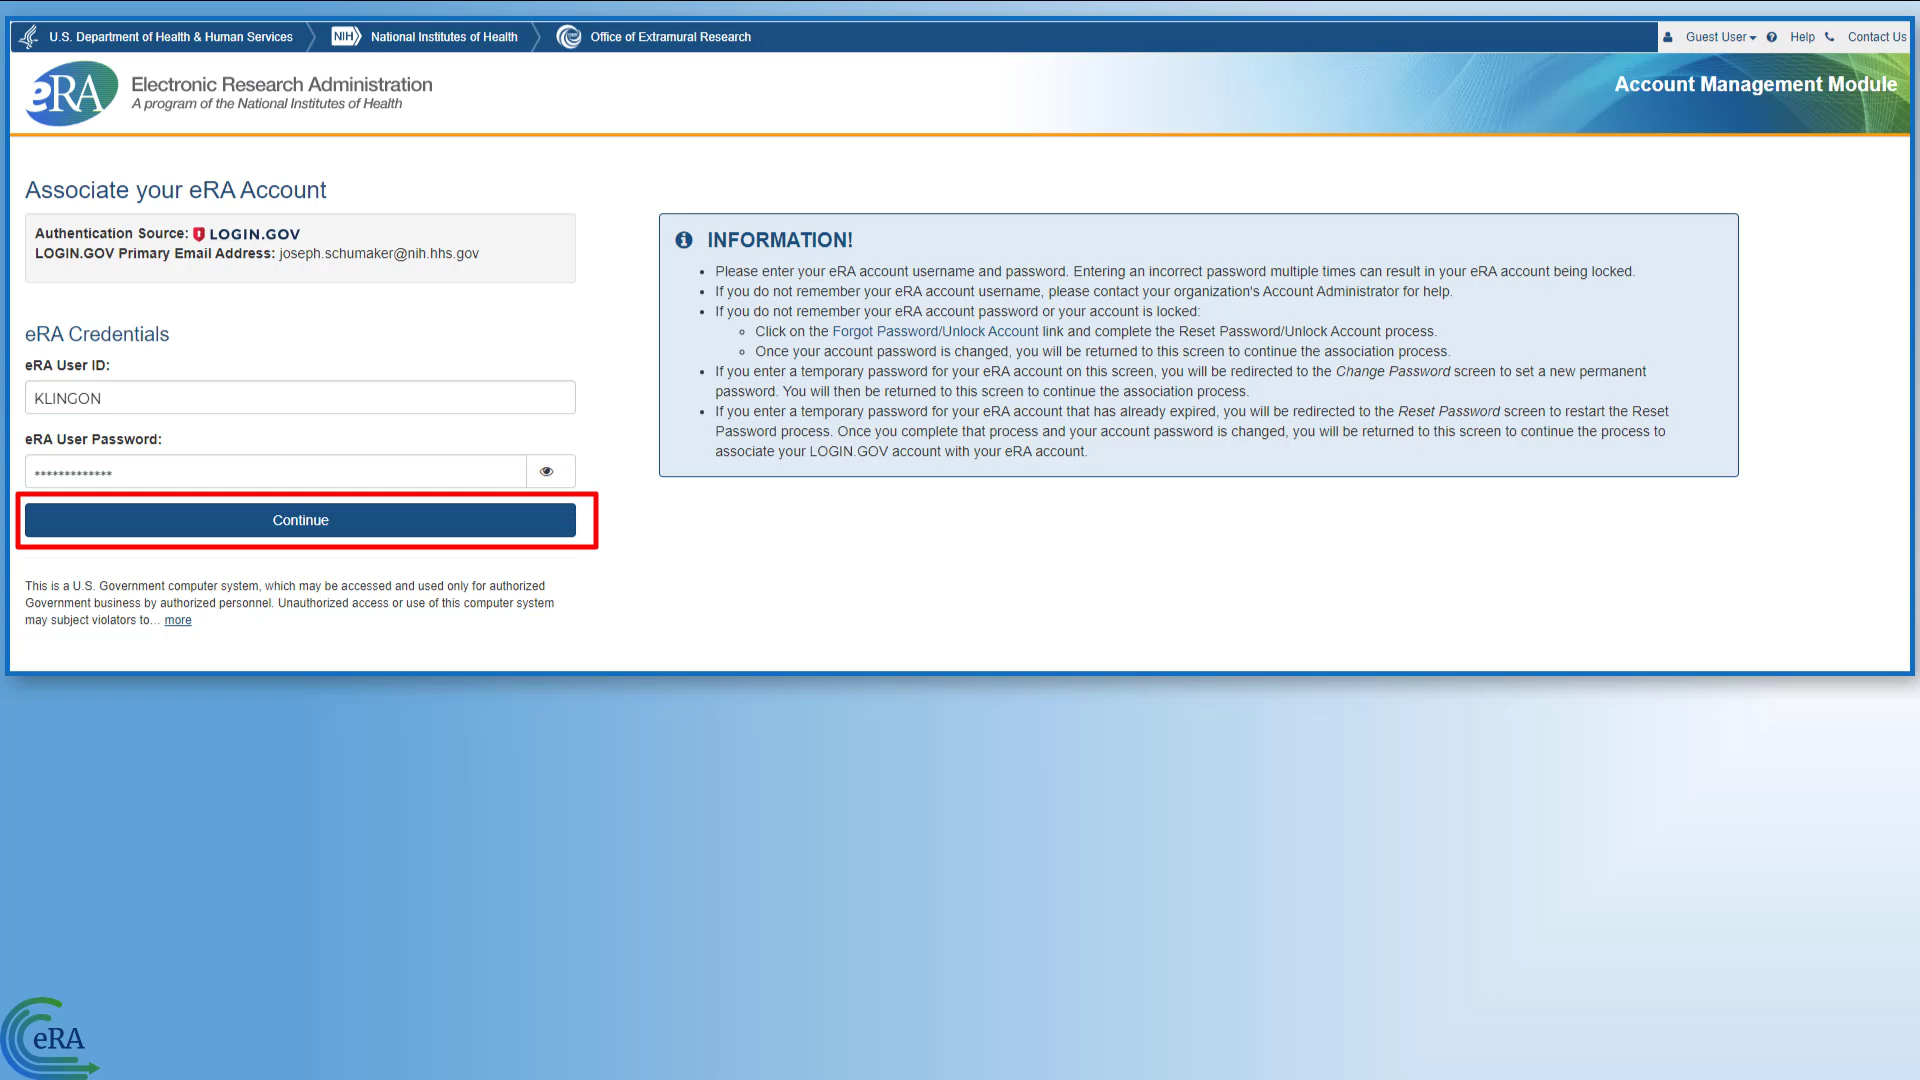 U.S. Department of Health & Human Services
NIH
National Institutes of Health
Office of Extramural Research
Guest User
Help
Contact Us
eRA
Electronic Research Administration
A program of the National Institutes of Health
Account Management Module
Associate your eRA Account
Authentication Source: LOGIN.GOV
LOGIN.GOV Primary Email Address: joseph.schumaker@nih.hhs.gov
eRA Credentials
eRA User ID:
KLINGON
eRA User Password:
*************
Continue
This is a U.S. Government computer system, which may be accessed and used only for authorized
Government business by authorized personnel. Unauthorized access or use of this computer system
may subject violators to... more
INFORMATION!
• Please enter your eRA account username and password. Entering an incorrect password multiple times can result in your eRA account being locked.
• If you do not remember your eRA account username, please contact your organization's Account Administrator for help.
• If you do not remember your eRA account password or your account is locked:
◦ Click on the Forgot Password/Unlock Account link and complete the Reset Password/Unlock Account process.
◦ Once your account password is changed, you will be returned to this screen to continue the association process.
• If you enter a temporary password for your eRA account on this screen, you will be redirected to the Change Password screen to set a new permanent
password. You will then be returned to this screen to continue the association process.
• If you enter a temporary password for your eRA account that has already expired, you will be redirected to the Reset Password screen to restart the Reset
Password process. Once you complete that process and your account password is changed, you will be returned to this screen to continue the process to
associate your LOGIN.GOV account with your eRA account.
eRA